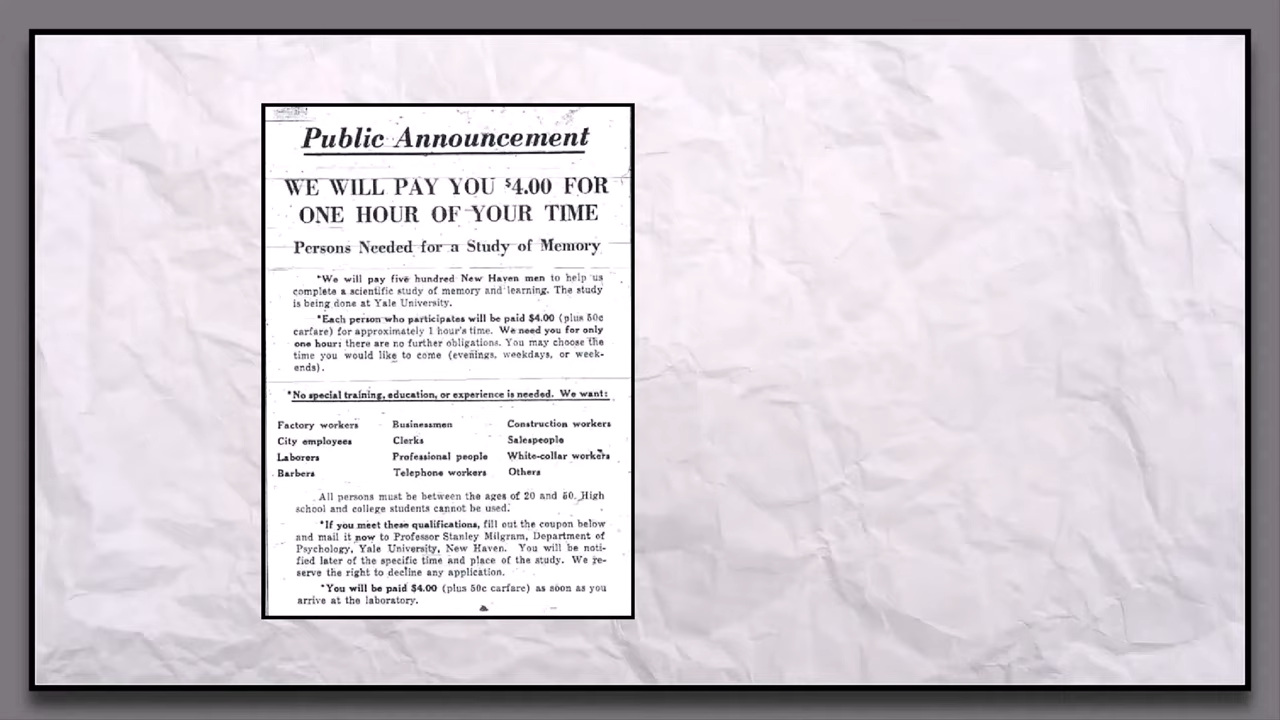 Public Announcement
WE WILL PAY YOU $4.00 FOR
ONE HOUR OF YOUR TIME
Persons Needed for a Study of Memory
*We will pay five hundred New Haven men to help us
complete a scientific study of memory and learning. The study
is being done at Yale University.
*Each person who participates will be paid $4.00 (plus 50c
carfare) for approximately 1 hour's time. We need you for only
one hour: there are no further obligations. You may choose the
time you would like to come (evenings, weekdays, or week-
ends).
*No special training, education, or experience is needed. We want:
Factory workers Businessmen Construction workers
City employees Clerks Salespeople
Laborers Professional people White-collar workers
Barbers Telephone workers Others
All persons must be between the ages of 20 and 50. High
school and college students cannot be used.
*If you meet these qualifications, fill out the coupon below
and mail it now to Professor Stanley Milgram, Department of
Psychology, Yale University, New Haven. You will be noti-
fied later of the specific time and place of the study. We re-
serve the right to decline any application.
*You will be paid $4.00 (plus 50c carfare) as soon as you
arrive at the laboratory.